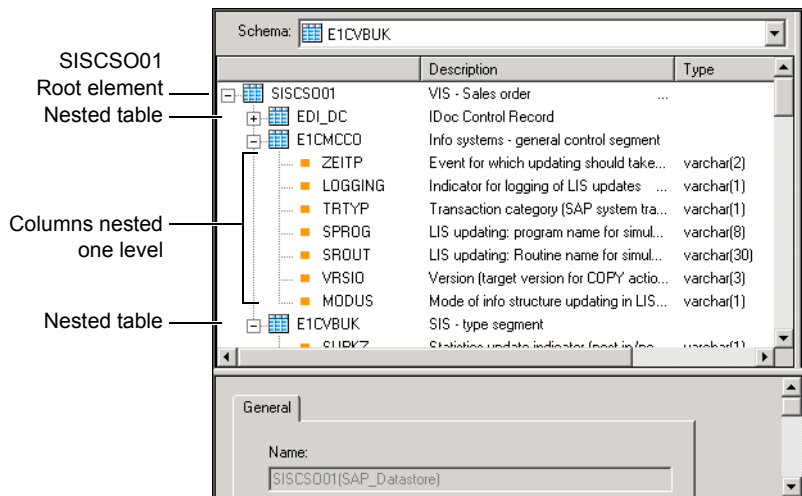 Schema: E1CVBUK
Description Type
SISCSO01
Root element
SISCSO01 VIS - Sales order ...
Nested table
EDI_DC IDoc Control Record
E1CMCCO Info systems - general control segment
ZEITP Event for which updating should take... varchar(2)
LOGGING Indicator for logging of LIS updates ... varchar(1)
TRTYP Transaction category (SAP system tra... varchar(1)
SPROG LIS updating: program name for simul... varchar(8)
Columns nested
one level
SROUT LIS updating: Routine name for simul... varchar(30)
VRSIO Version (target version for COPY actio... varchar(3)
MODUS Mode of info structure updating in LIS... varchar(1)
Nested table
E1CVBUK SIS - type segment
General
Name:
SISCSO01(SAP_Datastore)